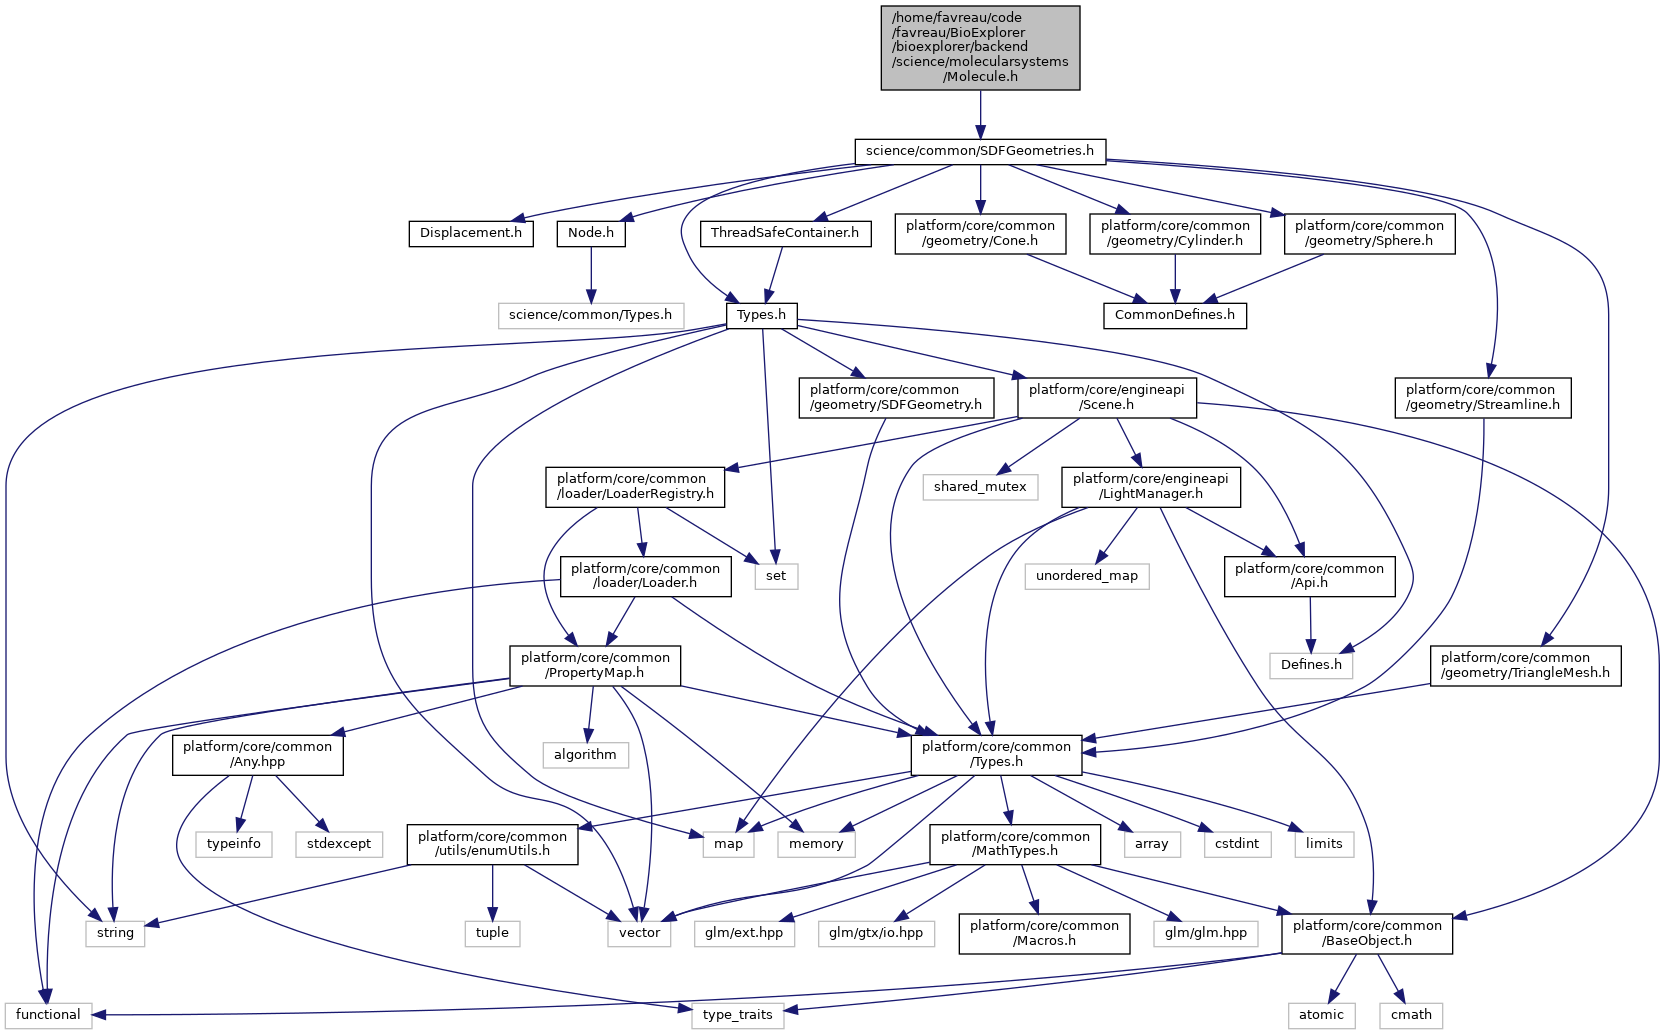 /home/favreau/code
/favreau/BioExplorer
/bioexplorer/backend
/science/molecularsystems
/Molecule.h
science/common/SDFGeometries.h
Displacement.h
Node.h
ThreadSafeContainer.h
platform/core/common
/geometry/Cone.h
platform/core/common
/geometry/Cylinder.h
platform/core/common
/geometry/Sphere.h
science/common/Types.h
Types.h
CommonDefines.h
platform/core/common
/geometry/SDFGeometry.h
platform/core/engineapi
/Scene.h
platform/core/common
/geometry/Streamline.h
platform/core/common
/loader/LoaderRegistry.h
shared_mutex
platform/core/engineapi
/LightManager.h
platform/core/common
/loader/Loader.h
set
unordered_map
platform/core/common
/Api.h
platform/core/common
/PropertyMap.h
Defines.h
platform/core/common
/geometry/TriangleMesh.h
platform/core/common
/Any.hpp
algorithm
platform/core/common
/Types.h
typeinfo
stdexcept
platform/core/common
/utils/enumUtils.h
map
memory
platform/core/common
/MathTypes.h
array
cstdint
limits
string
tuple
vector
glm/ext.hpp
glm/gtx/io.hpp
platform/core/common
/Macros.h
glm/glm.hpp
platform/core/common
/BaseObject.h
functional
type_traits
atomic
cmath